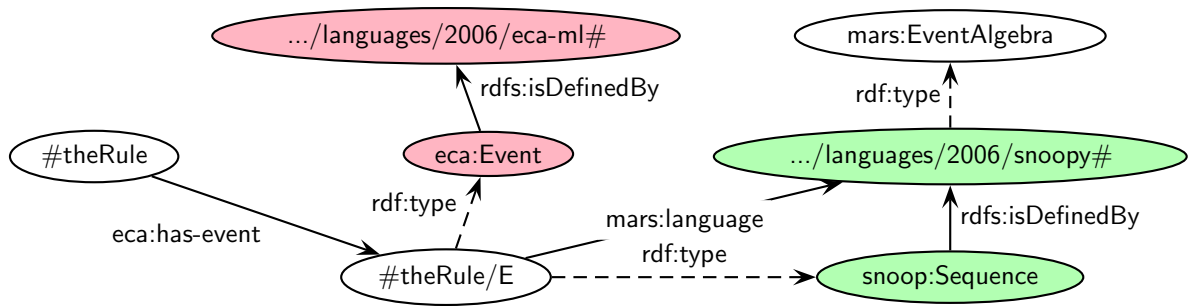 .../languages/2006/eca-ml#
mars:EventAlgebra
rdfs:isDefinedBy
rdf:type
#theRule
eca:Event
.../languages/2006/snoopy#
rdf:type
mars:language
rdfs:isDefinedBy
eca:has-event
rdf:type
#theRule/E
snoop:Sequence